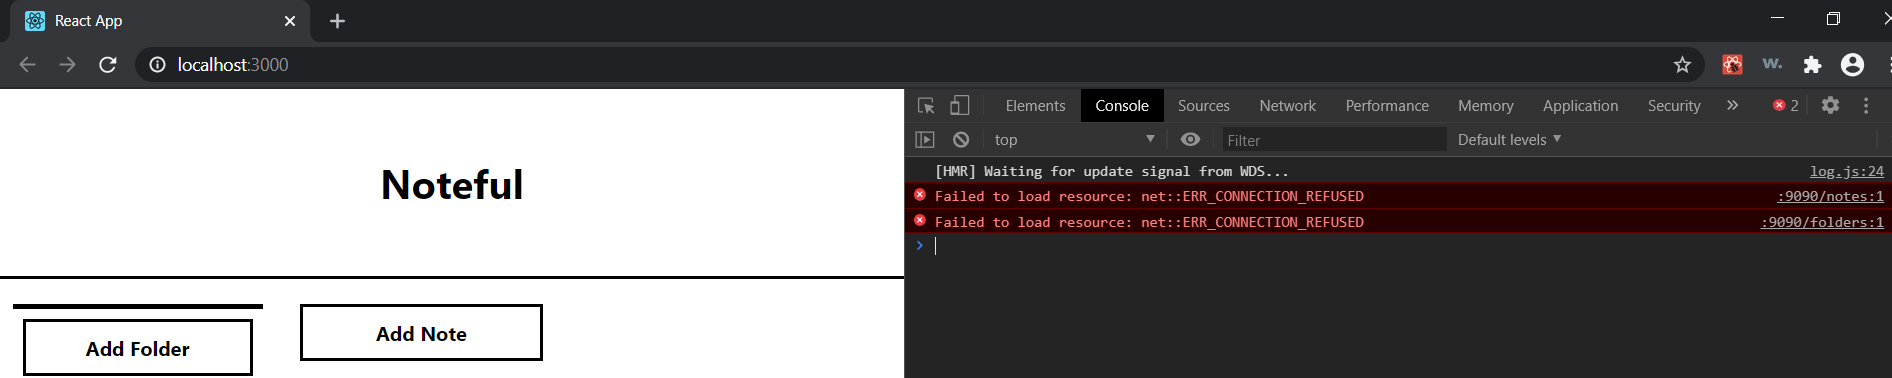 React App
localhost:3000
w.
Elements Console Sources Network Performance Memory Application Security 2
top Filter Default levels
[HMR] Waiting for update signal from WDS... log.js:24
Failed to load resource: net::ERR_CONNECTION_REFUSED :9090/notes:1
Failed to load resource: net::ERR_CONNECTION_REFUSED :9090/folders:1
Noteful
Add Folder
Add Note